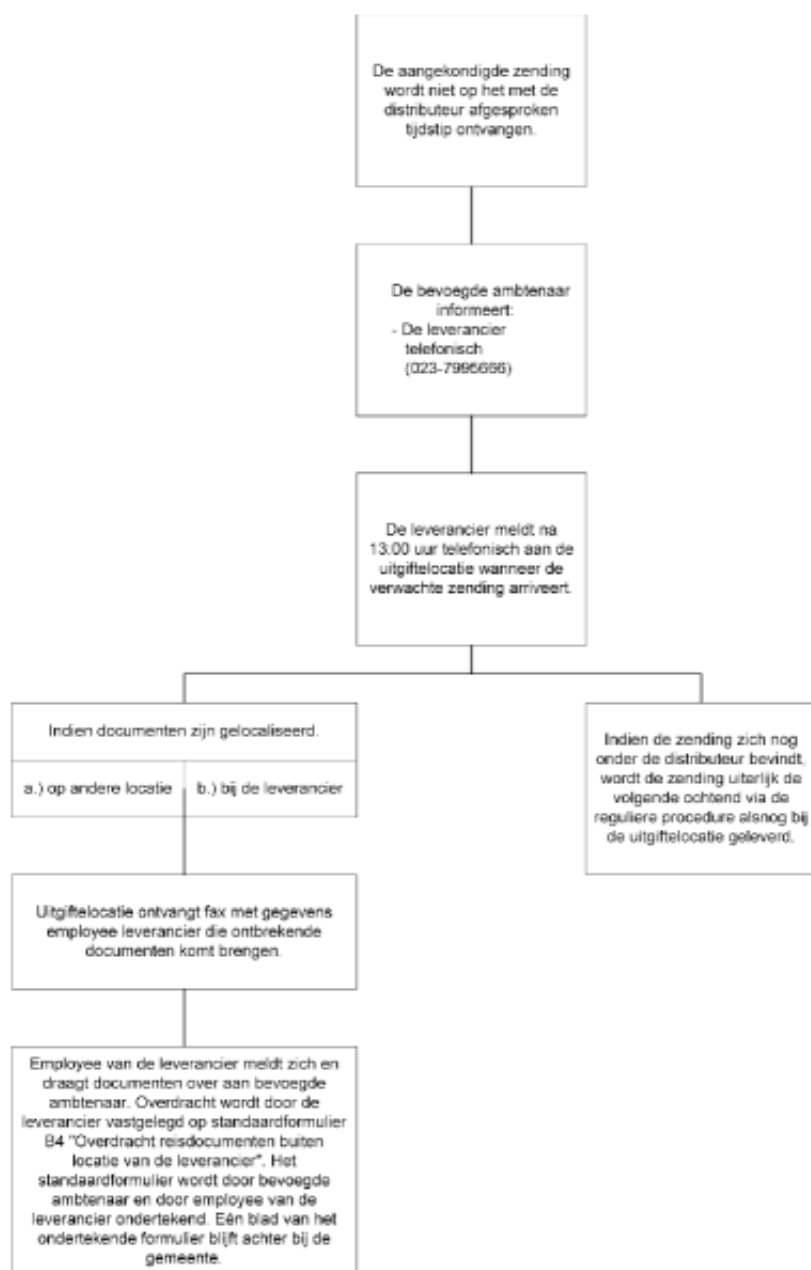 De aangekondigde zending
wordt niet op het met de
distributeur afgesproken
tijdstip ontvangen.
De bevoegde ambtenaar
informeert:
- De leverancier
telefonisch
(023-7995666)
De leverancier meldt na
13:00 uur telefonisch aan de
uitgiftelocatie wanneer de
verwachte zending arriveert.
Indien documenten zijn gelocaliseerd.
a.) op andere locatie
b.) bij de leverancier
Indien de zending zich nog
onder de distributeur bevindt,
wordt de zending uiterlijk de
volgende ochtend via de
reguliere procedure alsnog bij
de uitgiftelocatie geleverd.
Uitgiftelocatie ontvangt fax met gegevens
employee leverancier die ontbrekende
documenten komt brengen.
Employee van de leverancier meldt zich en
draagt documenten over aan bevoegde
ambtenaar. Overdracht wordt door de
leverancier vastgelegd op standaardformulier
B4 "Overdracht reisdocumenten buiten
locatie van de leverancier". Het
standaardformulier wordt door bevoegde
ambtenaar en door employee van de
leverancier ondertekend. Eén blad van het
ondertekende formulier blijft achter bij de
gemeente.